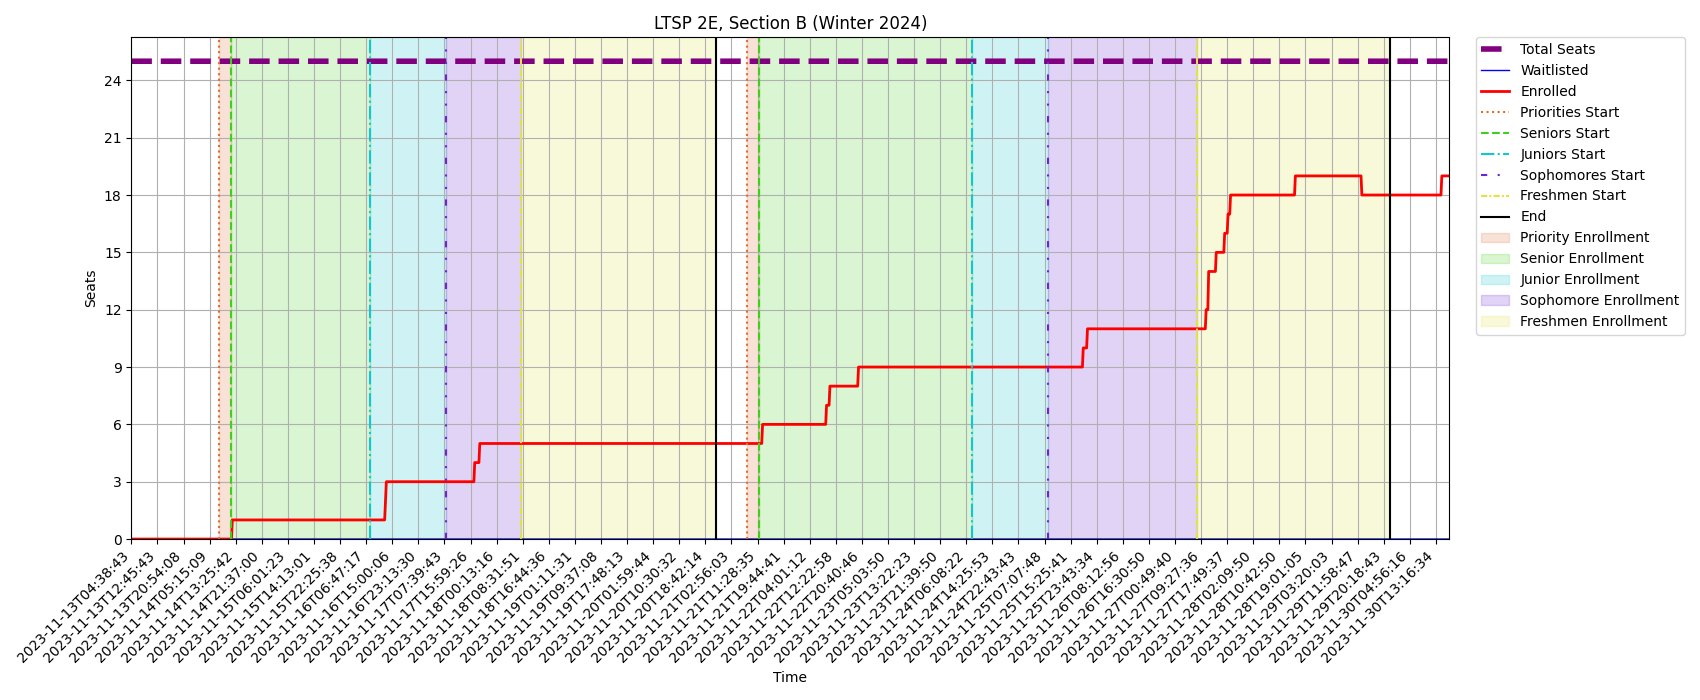 LTSP 2E, Section B (Winter 2024)
Seats
24
21
18
15
12
9
6
3
0
2023-11-13T04:38:43
2023-11-13T12:45:43
2023-11-13T20:54:08
2023-11-14T05:15:09
2023-11-14T13:25:42
2023-11-14T21:37:00
2023-11-15T06:01:23
2023-11-15T14:13:01
2023-11-15T22:25:38
2023-11-16T06:47:17
2023-11-16T15:00:06
2023-11-16T23:13:30
2023-11-17T07:39:43
2023-11-17T15:59:26
2023-11-18T00:13:16
2023-11-18T08:31:51
2023-11-18T16:44:36
2023-11-19T01:11:31
2023-11-19T09:37:08
2023-11-19T17:48:13
2023-11-20T01:59:44
2023-11-20T10:30:32
2023-11-20T18:42:14
2023-11-21T02:56:03
2023-11-21T11:28:35
2023-11-21T19:44:41
2023-11-22T04:01:12
2023-11-22T12:22:58
2023-11-22T20:40:46
2023-11-23T05:03:50
2023-11-23T13:22:23
2023-11-23T21:39:50
2023-11-24T06:08:22
2023-11-24T14:25:53
2023-11-24T22:43:43
2023-11-25T07:07:48
2023-11-25T15:25:41
2023-11-25T23:43:34
2023-11-26T08:12:56
2023-11-26T16:30:50
2023-11-27T00:49:40
2023-11-27T09:27:36
2023-11-27T17:49:37
2023-11-28T02:09:50
2023-11-28T10:42:50
2023-11-28T19:01:05
2023-11-29T03:20:03
2023-11-29T11:58:47
2023-11-29T20:18:43
2023-11-30T04:56:16
2023-11-30T13:16:34
Time
Total Seats
Waitlisted
Enrolled
Priorities Start
Seniors Start
Juniors Start
Sophomores Start
Freshmen Start
End
Priority Enrollment
Senior Enrollment
Junior Enrollment
Sophomore Enrollment
Freshmen Enrollment